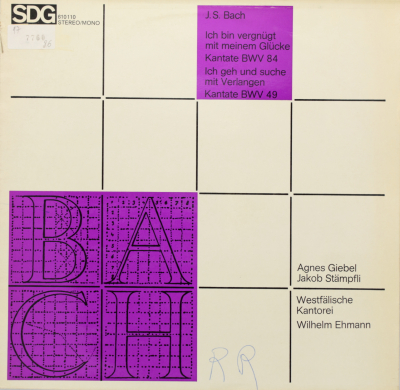 SDG
610110
STEREO/MONO
J.S. Bach
Ich bin vergnügt
mit meinem Glücke
Kantate BWV 84
Ich geh und suche
mit Verlangen
Kantate BWV 49
BA
CH
Agnes Giebel
Jakob Stämpfli
Westfälische
Kantorei
Wilhelm Ehmann
R R